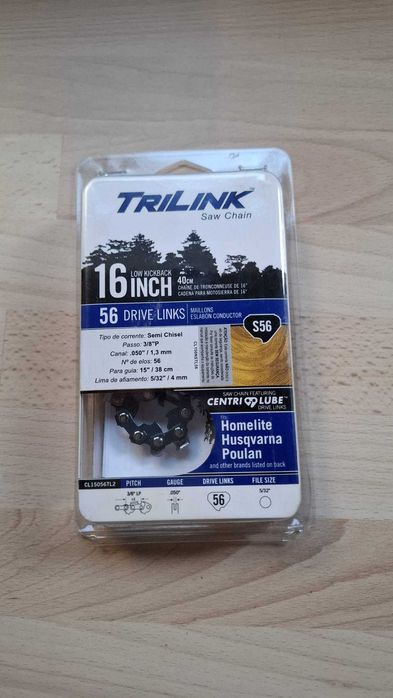 TRILINK
Saw Chain
16 INCH
LOW KICKBACK
40CM
CHAÎNE DE TRONÇONNEUSE DE 16"
CADENA PARA MOTOSIERRA DE 16"
56 DRIVE LINKS
MAILLONS
ESLABÓN CONDUCTOR
S56
Tipo de corrente: Semi Chisel
Passo: 3/8"P
Canal: .050" / 1,3 mm
Nº de elos: 56
Para guia: 15" / 38 cm
Lima de afiamento: 5/32" / 4 mm
SAW CHAIN FEATURING
CENTRI LUBE™
DRIVE LINKS
Homelite
Husqvarna
Poulan
and other brands listed on back
CL15056TL2
PITCH
GAUGE
DRIVE LINKS
FILE SIZE
3/8" LP
.050"
56
5/32"